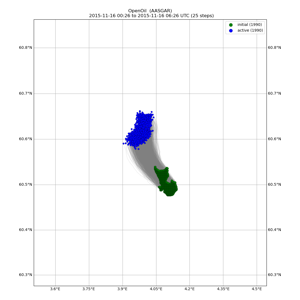 OpenOil (AASGAR)
2015-11-16 00:26 to 2015-11-16 06:26 UTC (25 steps)
initial (1990)
active (1990)
60.8°N
60.8°N
60.7°N
60.7°N
60.6°N
60.6°N
60.5°N
60.5°N
60.4°N
60.4°N
60.3°N
60.3°N
3.6°E
3.75°E
3.9°E
4.05°E
4.2°E
4.35°E
4.5°E